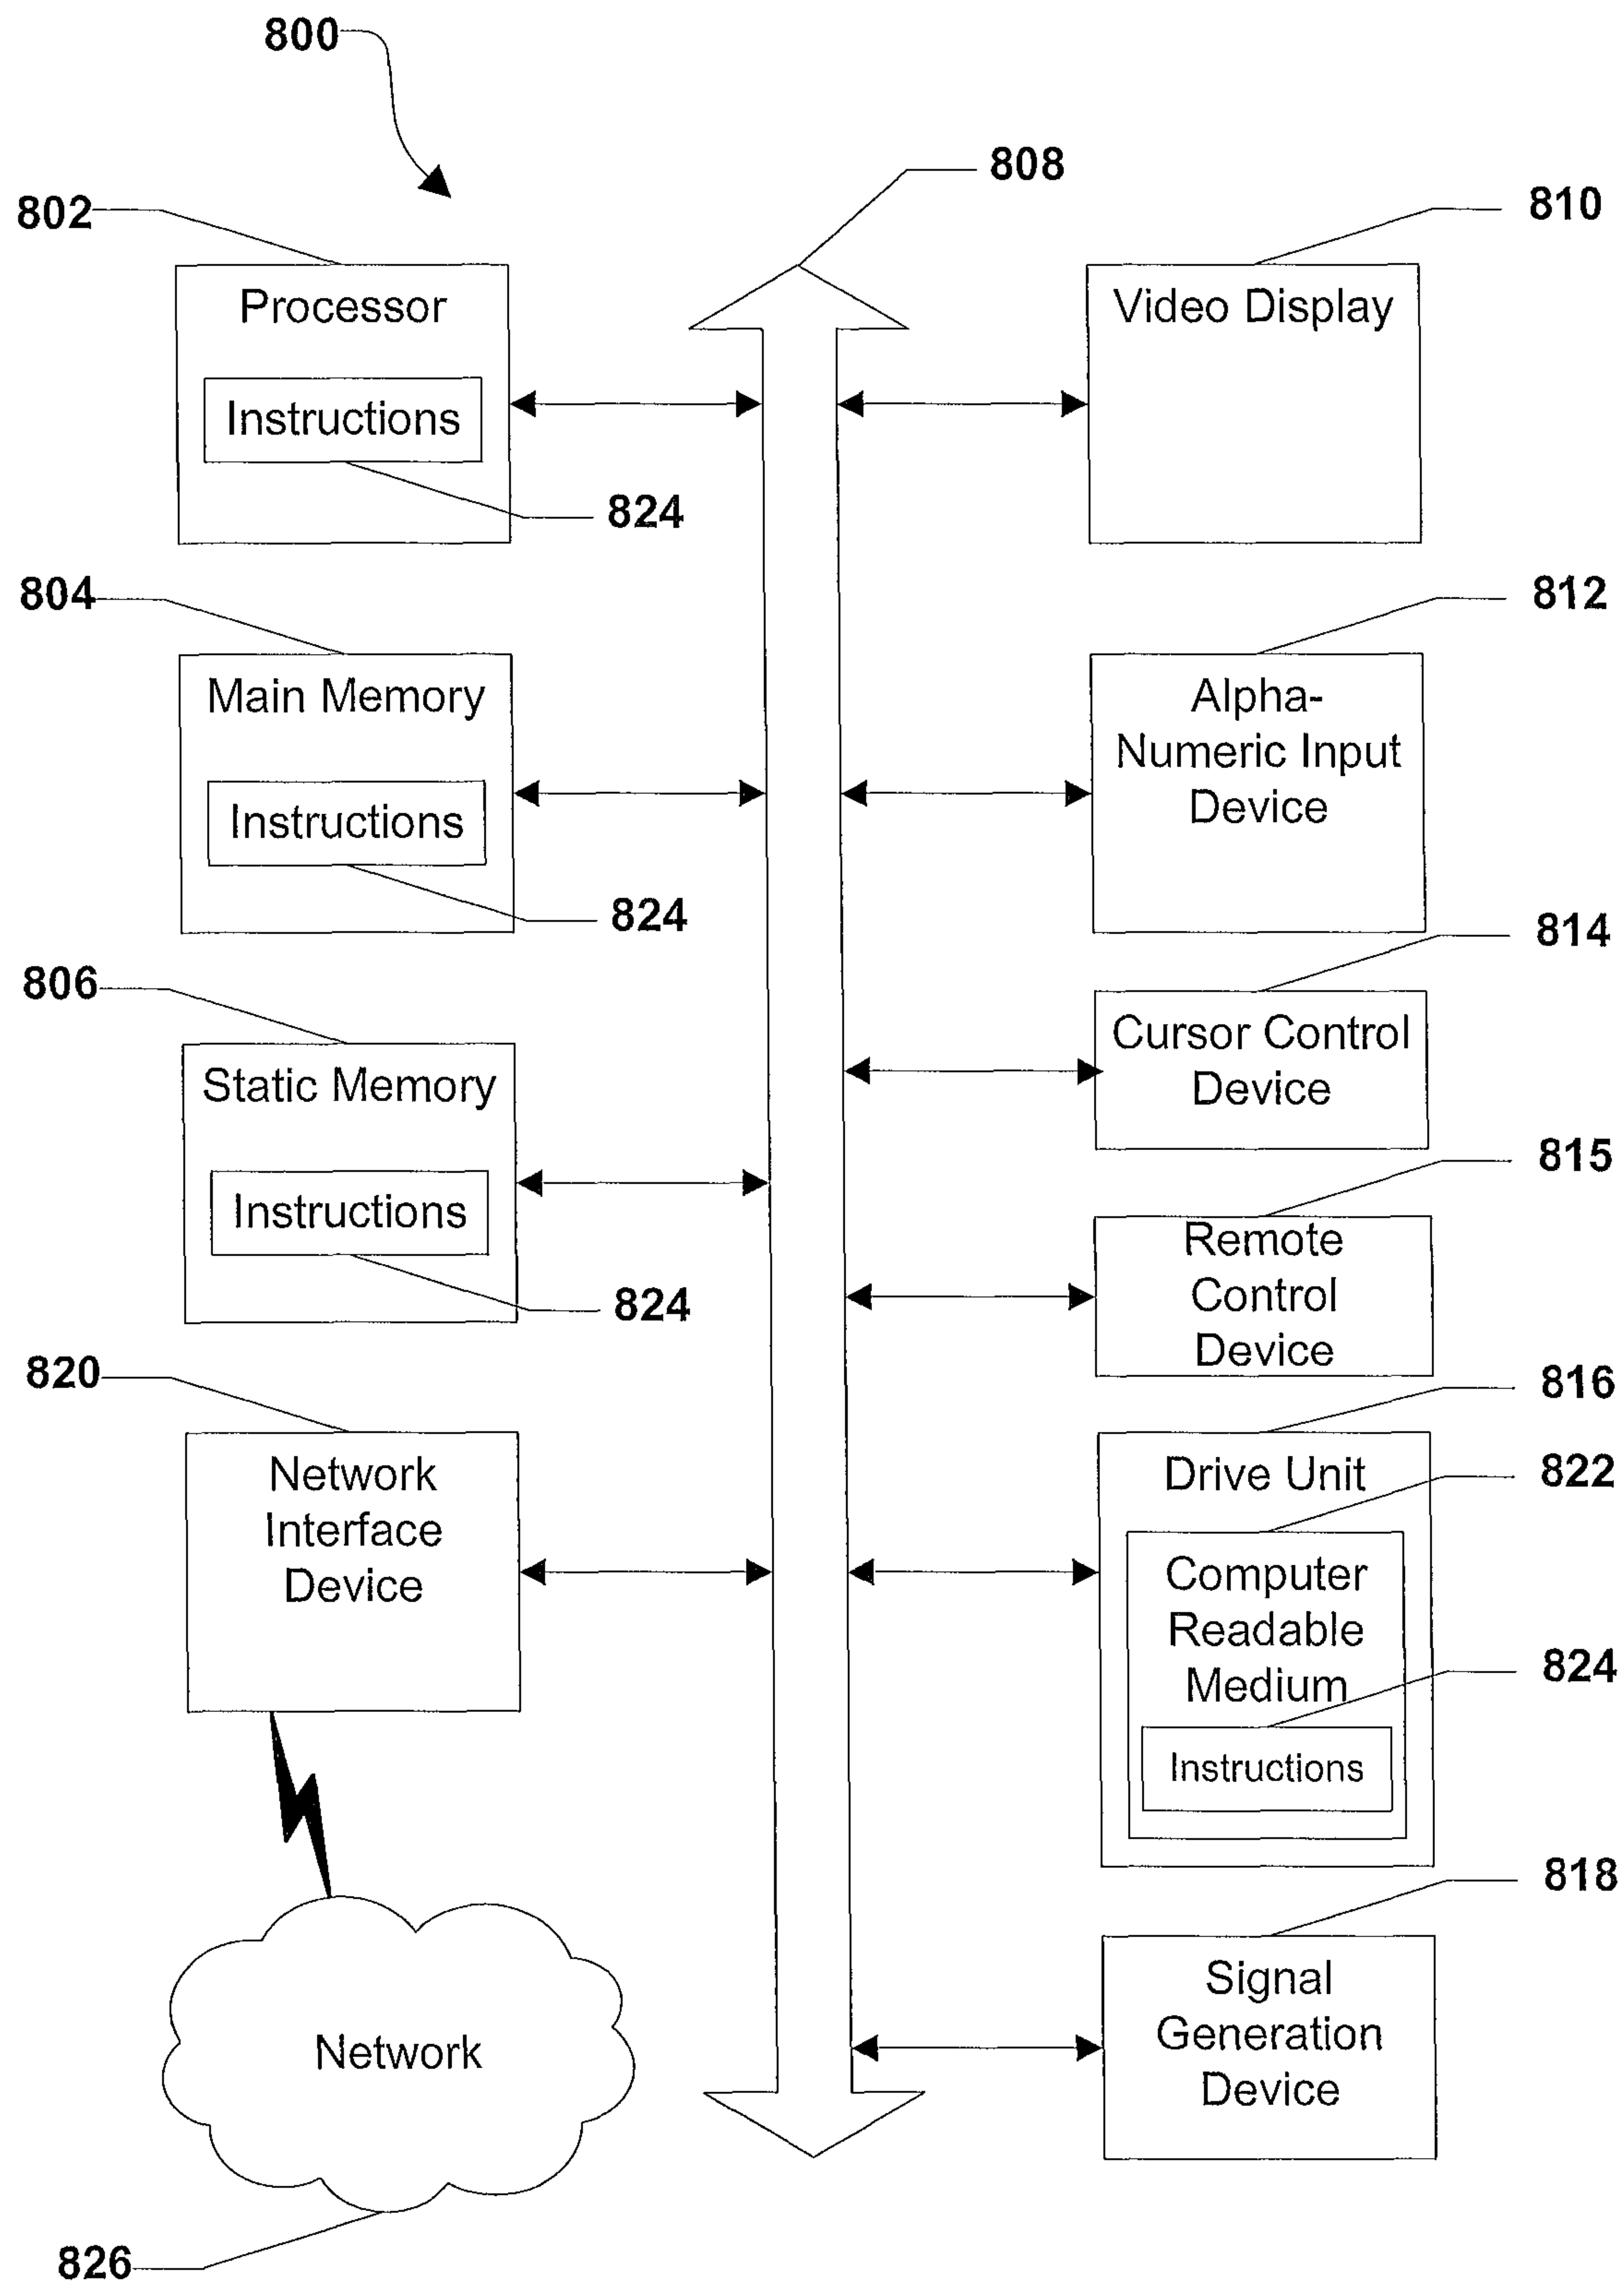 800
808
802
810
Processor
Instructions
824
Video Display
804
812
Main Memory
Instructions
824
Alpha-
Numeric Input
Device
814
Cursor Control
Device
806
Static Memory
Instructions
824
815
Remote
Control
Device
820
Network
Interface
Device
816
Drive Unit
822
Computer
Readable
Medium
824
Instructions
818
Signal
Generation
Device
Network
826